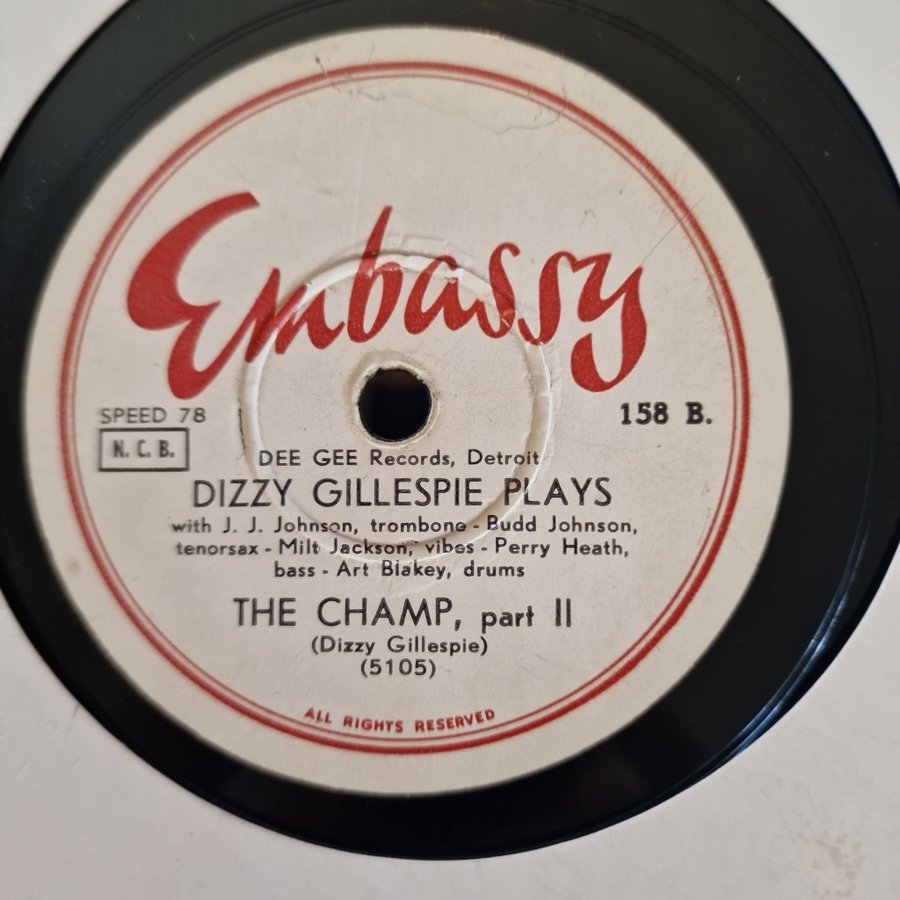 Embassy
SPEED 78
158 B.
N. C. B.
DEE GEE Records, Detroit
DIZZY GILLESPIE PLAYS
with J. J. Johnson, trombone - Budd Johnson,
tenorsax - Milt Jackson, vibes - Perry Heath,
bass - Art Blakey, drums
THE CHAMP, part II
(Dizzy Gillespie)
(5105)
ALL RIGHTS RESERVED